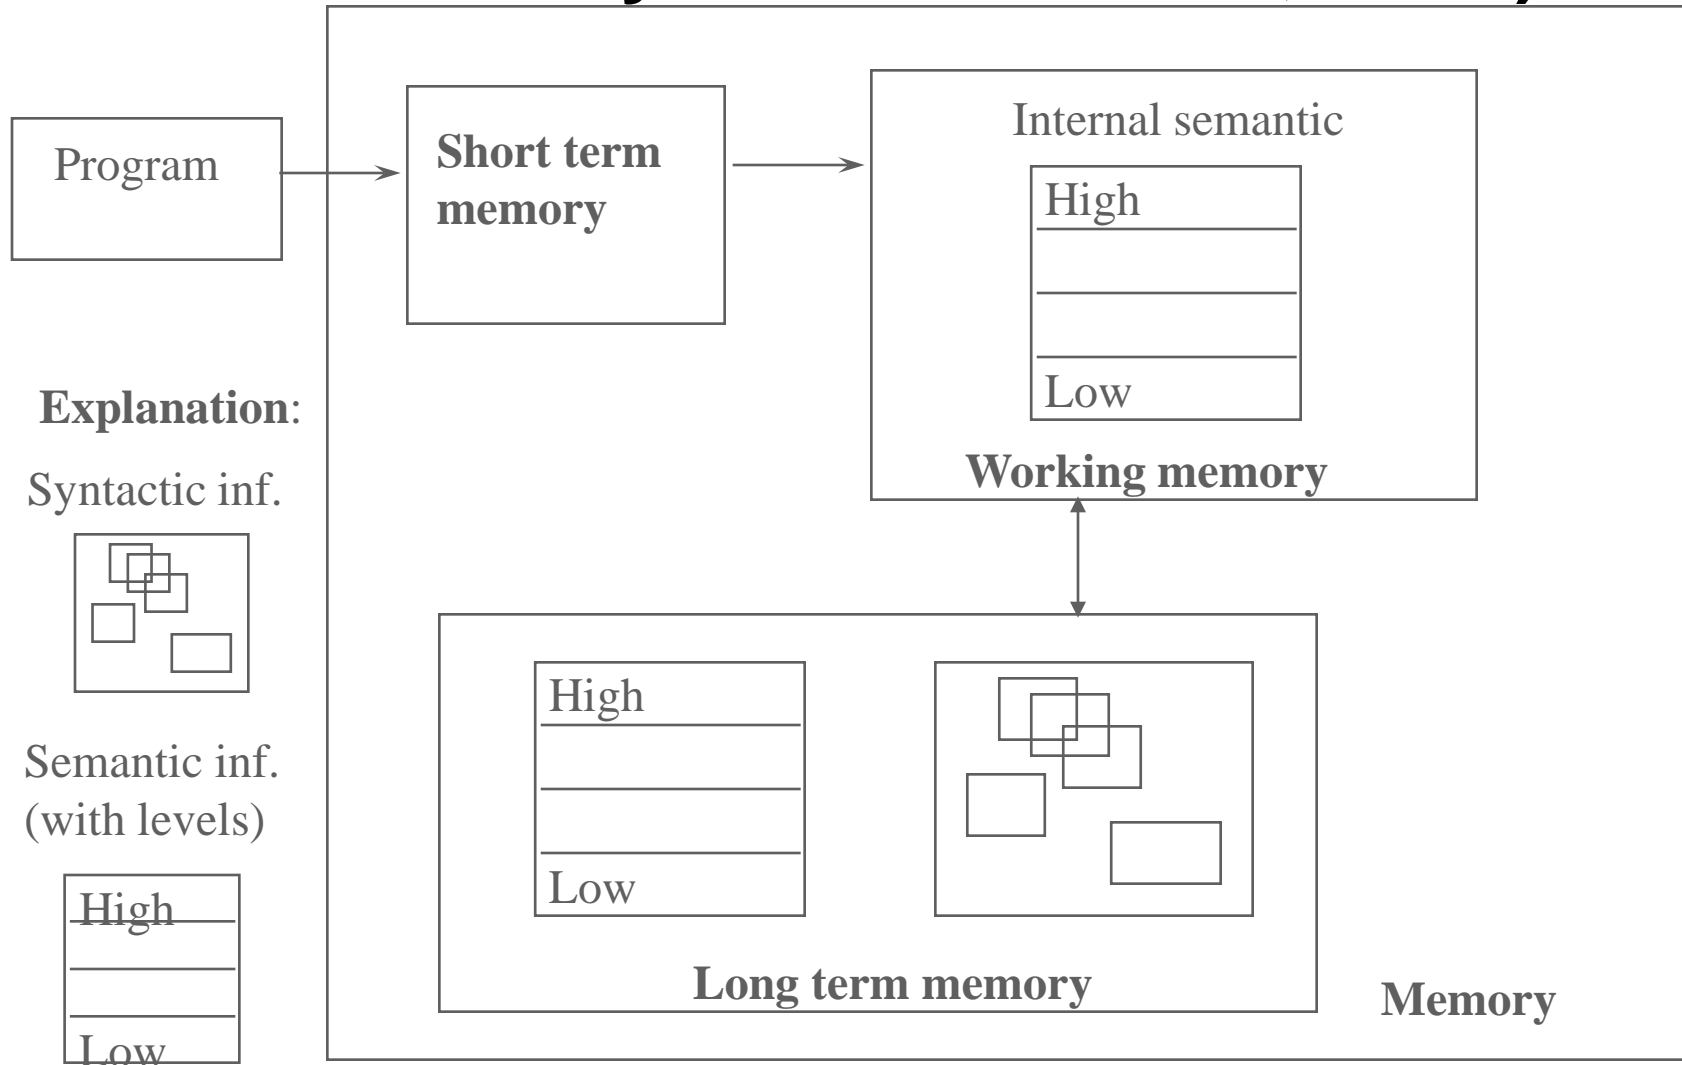 Program
Short term
memory
Internal semantic
High
Low
Working memory
Explanation:
Syntactic inf.
Semantic inf.
(with levels)
High
Low
High
Low
Long term memory
Memory